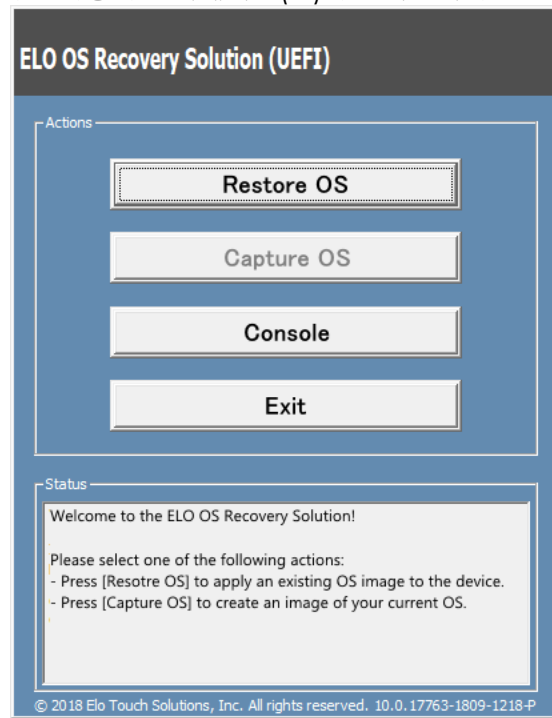 ELO OS Recovery Solution (UEFI)
Actions
Restore OS
Capture OS
Console
Exit
Status
Welcome to the ELO OS Recovery Solution!
Please select one of the following actions:
- Press [Resotre OS] to apply an existing OS image to the device.
- Press [Capture OS] to create an image of your current OS.
© 2018 Elo Touch Solutions, Inc. All rights reserved. 10.0.17763-1809-1218-P